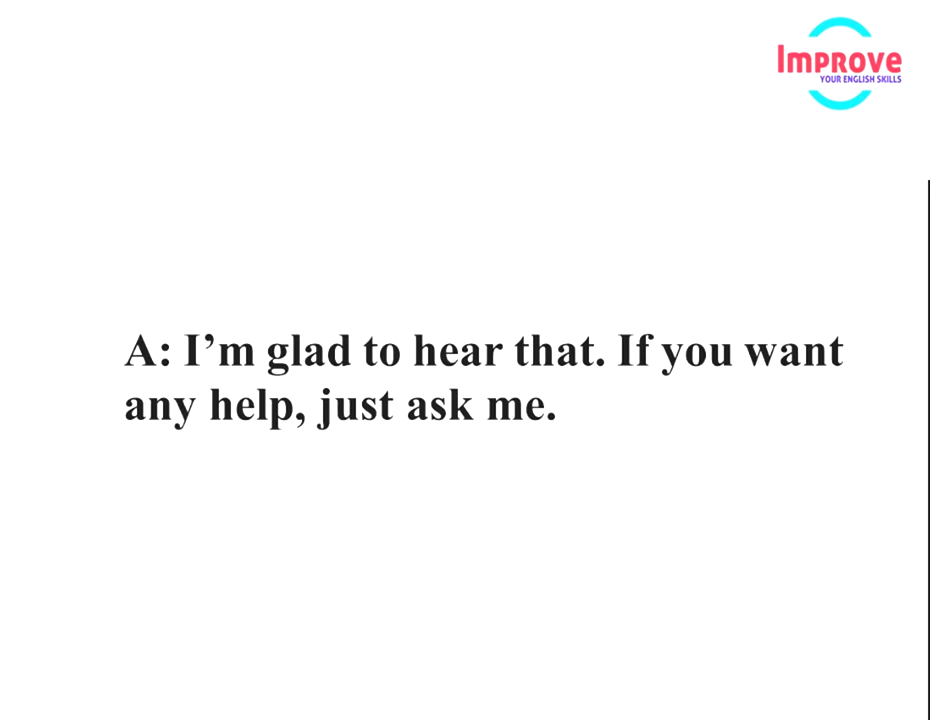 Improve
YOUR ENGLISH SKILLS
A: I’m glad to hear that. If you want
any help, just ask me.